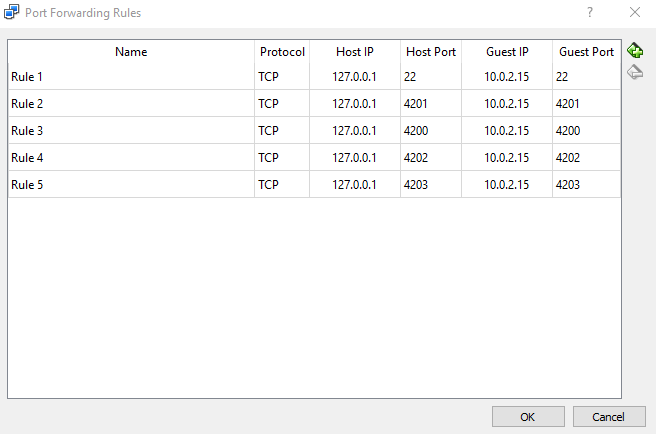 Port Forwarding Rules ?
Name Protocol Host IP Host Port Guest IP Guest Port
Rule 1 TCP 127.0.0.1 22 10.0.2.15 22
Rule 2 TCP 127.0.0.1 4201 10.0.2.15 4201
Rule 3 TCP 127.0.0.1 4200 10.0.2.15 4200
Rule 4 TCP 127.0.0.1 4202 10.0.2.15 4202
Rule 5 TCP 127.0.0.1 4203 10.0.2.15 4203
OK Cancel